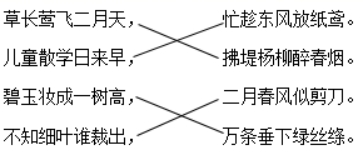 草长莺飞二月天， 忙趁东风放纸鸢。
儿童散学归来早， 拂堤杨柳醉春烟。
碧玉妆成一树高， 二月春风似剪刀。
不知细叶谁裁出， 万条垂下绿丝绦。